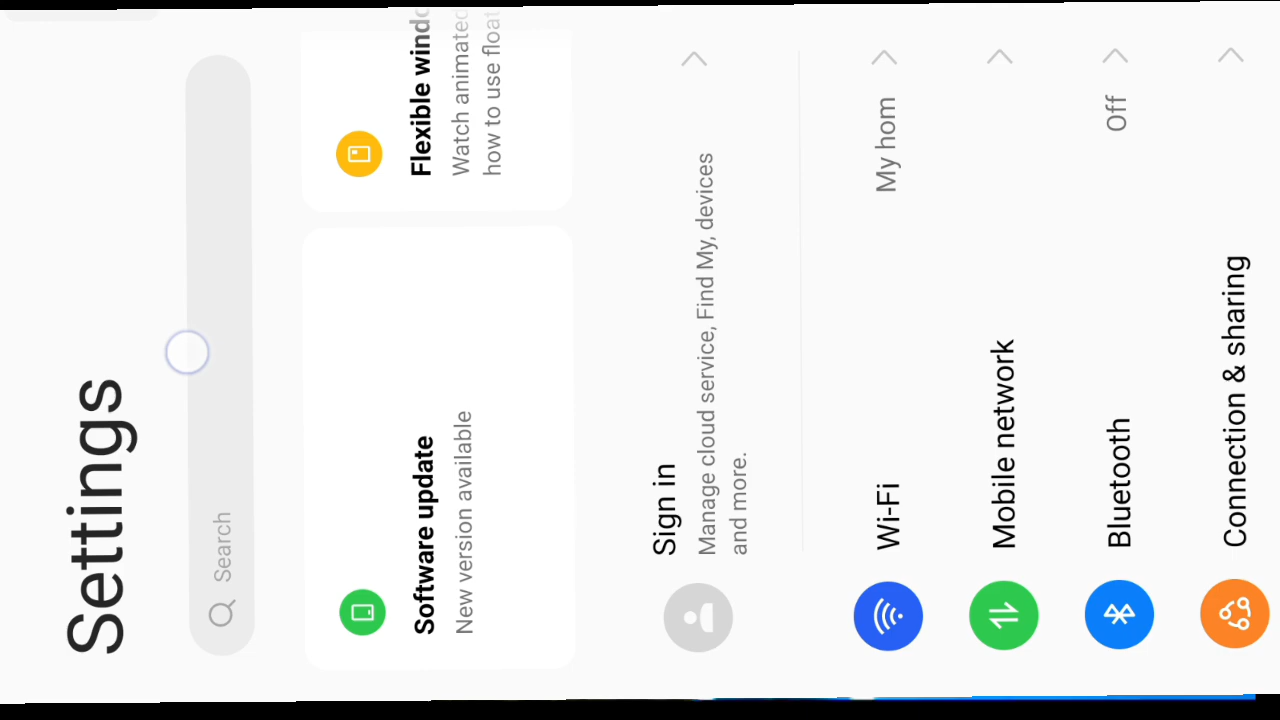 Settings
Search
Software update
New version available
Flexible wind
Watch animated
how to use float
Sign in
Manage cloud service, Find My, devices
and more.
Wi-Fi
My hom
Mobile network
Bluetooth
Off
Connection & sharing